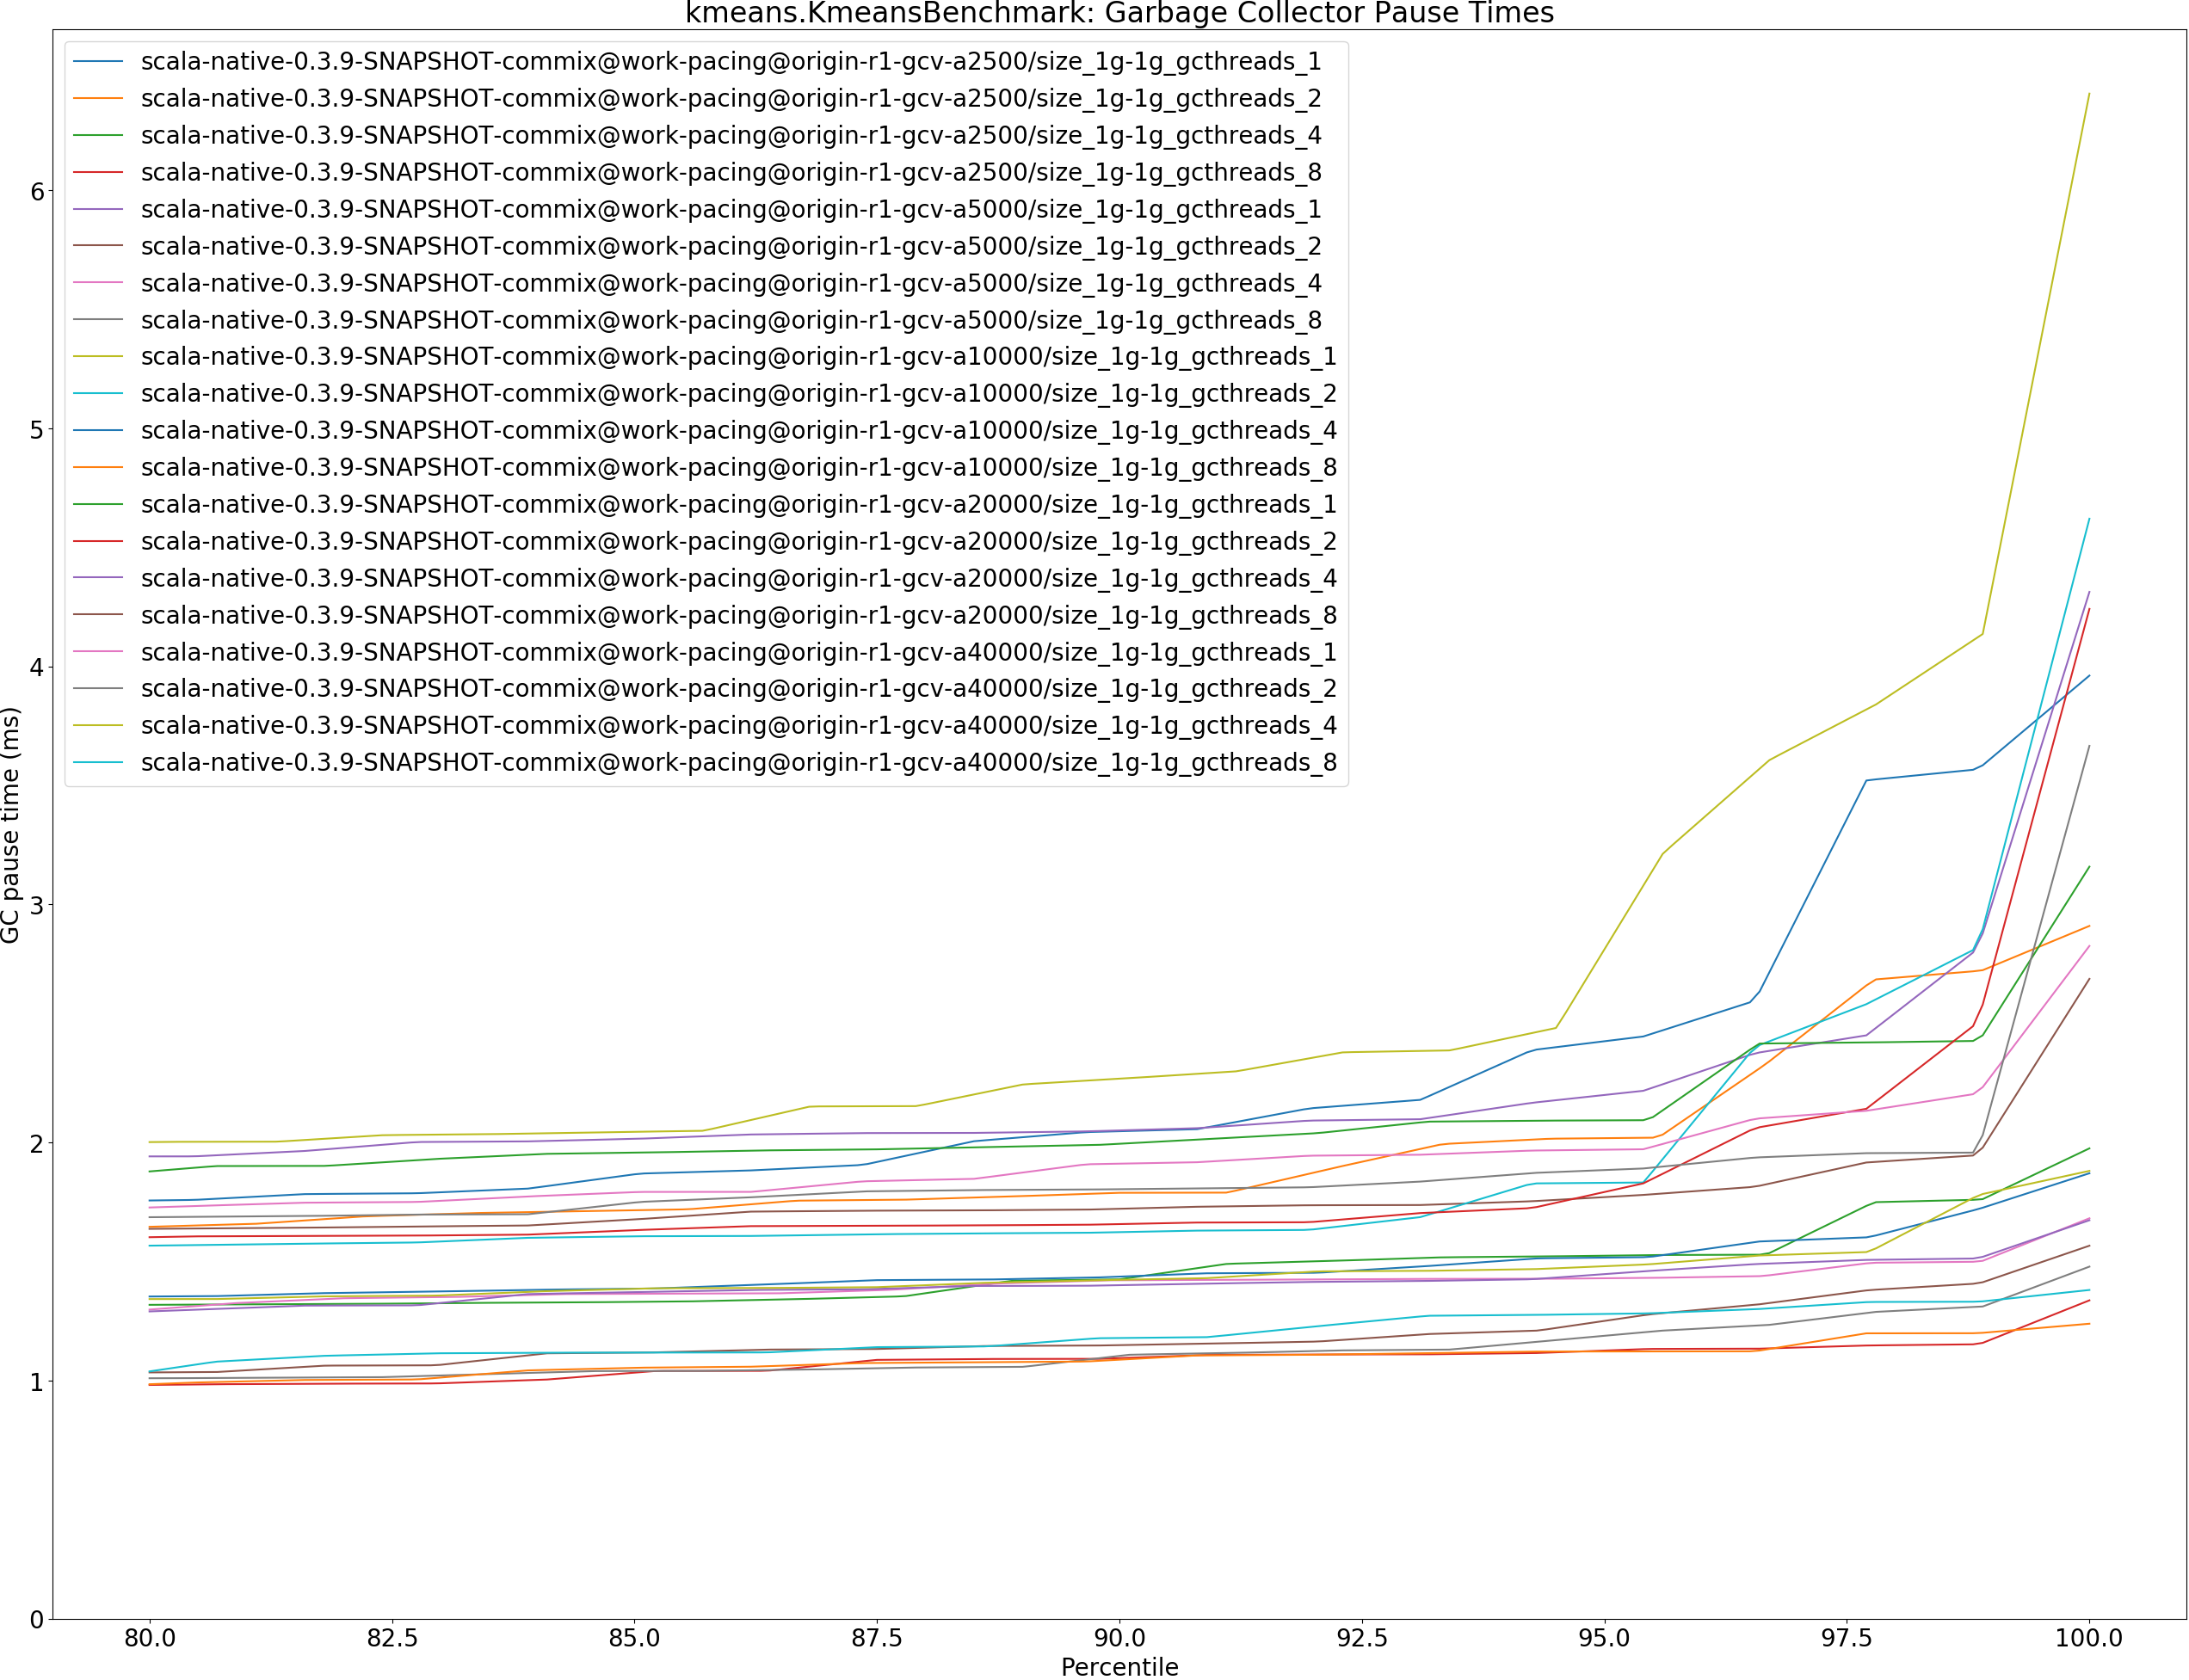 kmeans.KmeansBenchmark: Garbage Collector Pause Times
scala-native-0.3.9-SNAPSHOT-commix@work-pacing@origin-r1-gcv-a2500/size_1g-1g_gcthreads_1
scala-native-0.3.9-SNAPSHOT-commix@work-pacing@origin-r1-gcv-a2500/size_1g-1g_gcthreads_2
scala-native-0.3.9-SNAPSHOT-commix@work-pacing@origin-r1-gcv-a2500/size_1g-1g_gcthreads_4
scala-native-0.3.9-SNAPSHOT-commix@work-pacing@origin-r1-gcv-a2500/size_1g-1g_gcthreads_8
scala-native-0.3.9-SNAPSHOT-commix@work-pacing@origin-r1-gcv-a5000/size_1g-1g_gcthreads_1
scala-native-0.3.9-SNAPSHOT-commix@work-pacing@origin-r1-gcv-a5000/size_1g-1g_gcthreads_2
scala-native-0.3.9-SNAPSHOT-commix@work-pacing@origin-r1-gcv-a5000/size_1g-1g_gcthreads_4
scala-native-0.3.9-SNAPSHOT-commix@work-pacing@origin-r1-gcv-a5000/size_1g-1g_gcthreads_8
scala-native-0.3.9-SNAPSHOT-commix@work-pacing@origin-r1-gcv-a10000/size_1g-1g_gcthreads_1
scala-native-0.3.9-SNAPSHOT-commix@work-pacing@origin-r1-gcv-a10000/size_1g-1g_gcthreads_2
scala-native-0.3.9-SNAPSHOT-commix@work-pacing@origin-r1-gcv-a10000/size_1g-1g_gcthreads_4
scala-native-0.3.9-SNAPSHOT-commix@work-pacing@origin-r1-gcv-a10000/size_1g-1g_gcthreads_8
scala-native-0.3.9-SNAPSHOT-commix@work-pacing@origin-r1-gcv-a20000/size_1g-1g_gcthreads_1
scala-native-0.3.9-SNAPSHOT-commix@work-pacing@origin-r1-gcv-a20000/size_1g-1g_gcthreads_2
scala-native-0.3.9-SNAPSHOT-commix@work-pacing@origin-r1-gcv-a20000/size_1g-1g_gcthreads_4
scala-native-0.3.9-SNAPSHOT-commix@work-pacing@origin-r1-gcv-a20000/size_1g-1g_gcthreads_8
scala-native-0.3.9-SNAPSHOT-commix@work-pacing@origin-r1-gcv-a40000/size_1g-1g_gcthreads_1
scala-native-0.3.9-SNAPSHOT-commix@work-pacing@origin-r1-gcv-a40000/size_1g-1g_gcthreads_2
scala-native-0.3.9-SNAPSHOT-commix@work-pacing@origin-r1-gcv-a40000/size_1g-1g_gcthreads_4
scala-native-0.3.9-SNAPSHOT-commix@work-pacing@origin-r1-gcv-a40000/size_1g-1g_gcthreads_8
GC pause time (ms)
6
5
4
3
2
1
0
80.0 82.5 85.0 87.5 90.0 92.5 95.0 97.5 100.0
Percentile